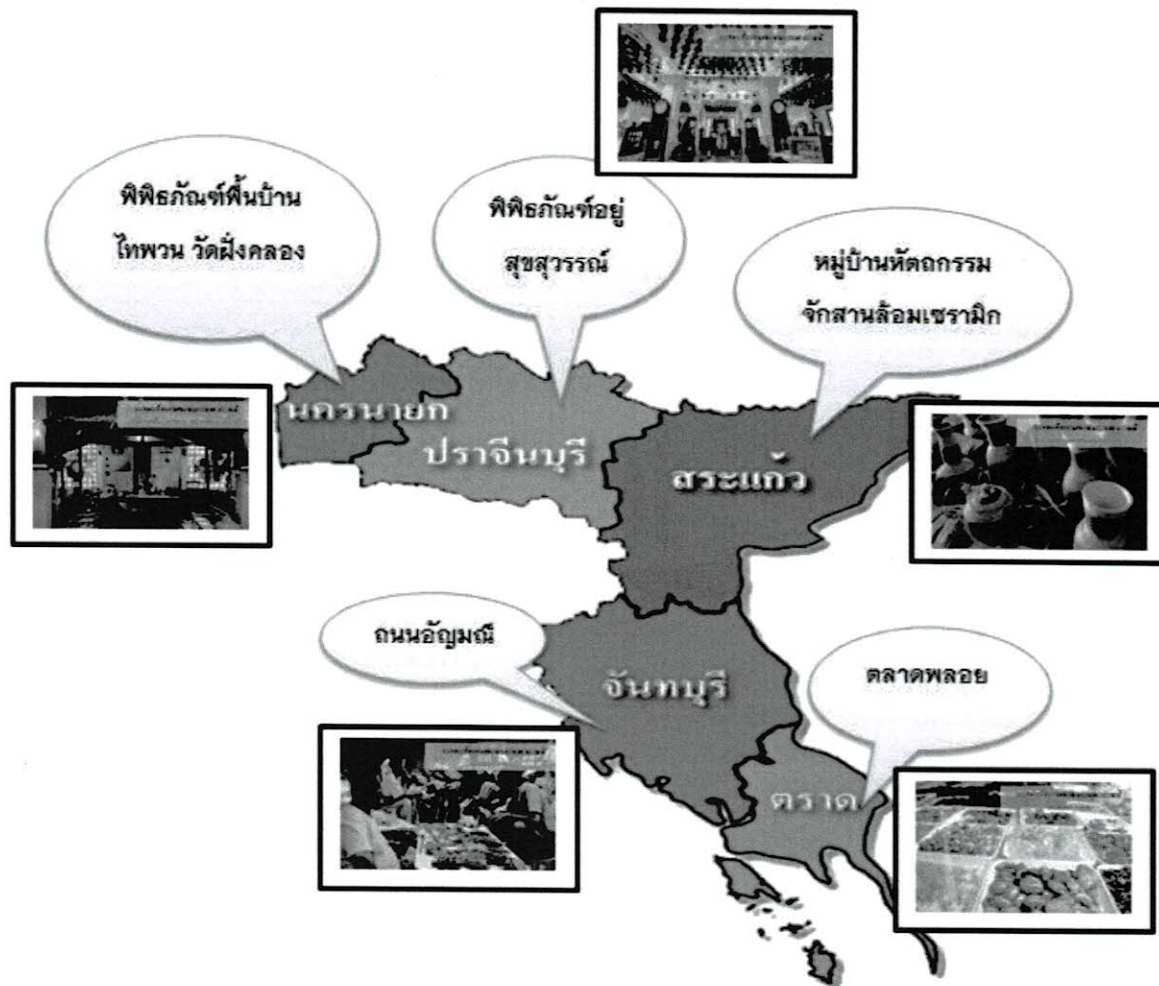 พิพิธภัณฑ์พื้นบ้าน
ไทพวน วัดฝั่งคลอง
พิพิธภัณฑ์อยู่
สุขสุวรรณ์
หมู่บ้านหัตถกรรม
จักสานล้อมเซรามิก
นครนายก
ปราจีนบุรี
สระแก้ว
ถนนอัญมณี
จันทบุรี
ตลาดพลอย
ตราด